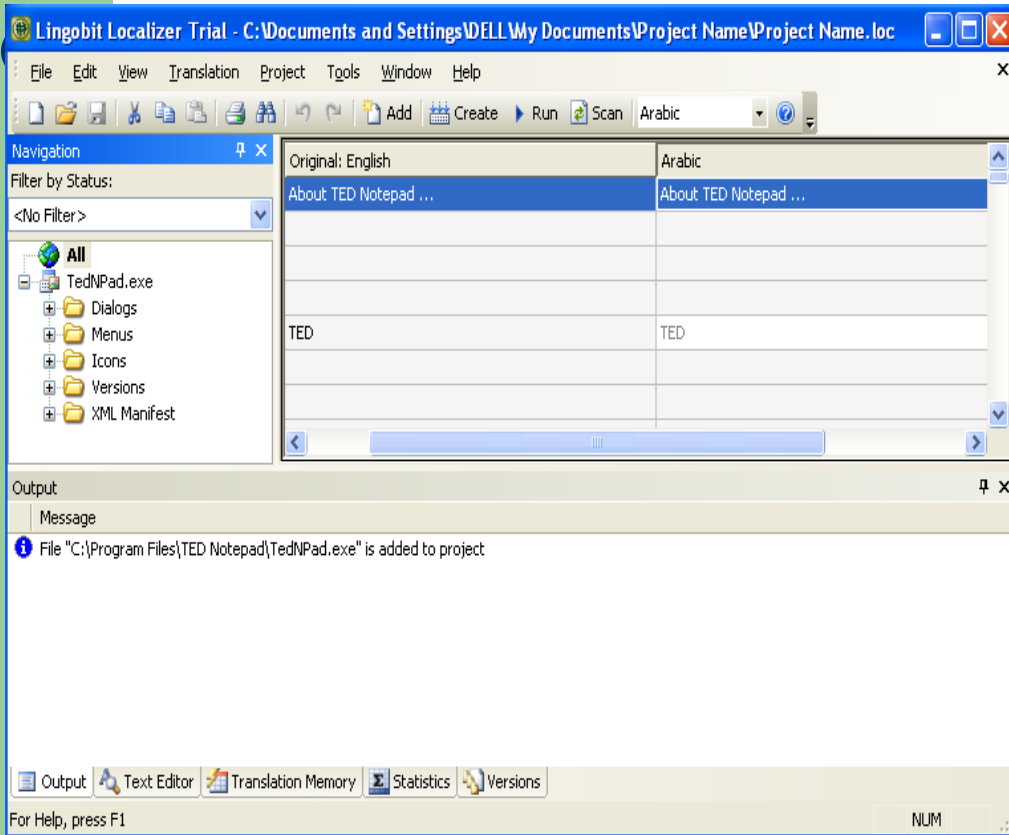 Lingobit Localizer Trial - C:\Documents and Settings\DELL\My Documents\Project Name\Project Name.loc
File Edit View Translation Project Tools Window Help
Add Create Run Scan Arabic
Navigation
Filter by Status:
<No Filter>
All
TedNPad.exe
Dialogs
Menus
Icons
Versions
XML Manifest
Original: English Arabic
About TED Notepad ... About TED Notepad ...
TED TED
Output
Message
File "C:\Program Files\TED Notepad\TedNPad.exe" is added to project
Output Text Editor Translation Memory Statistics Versions
For Help, press F1 NUM